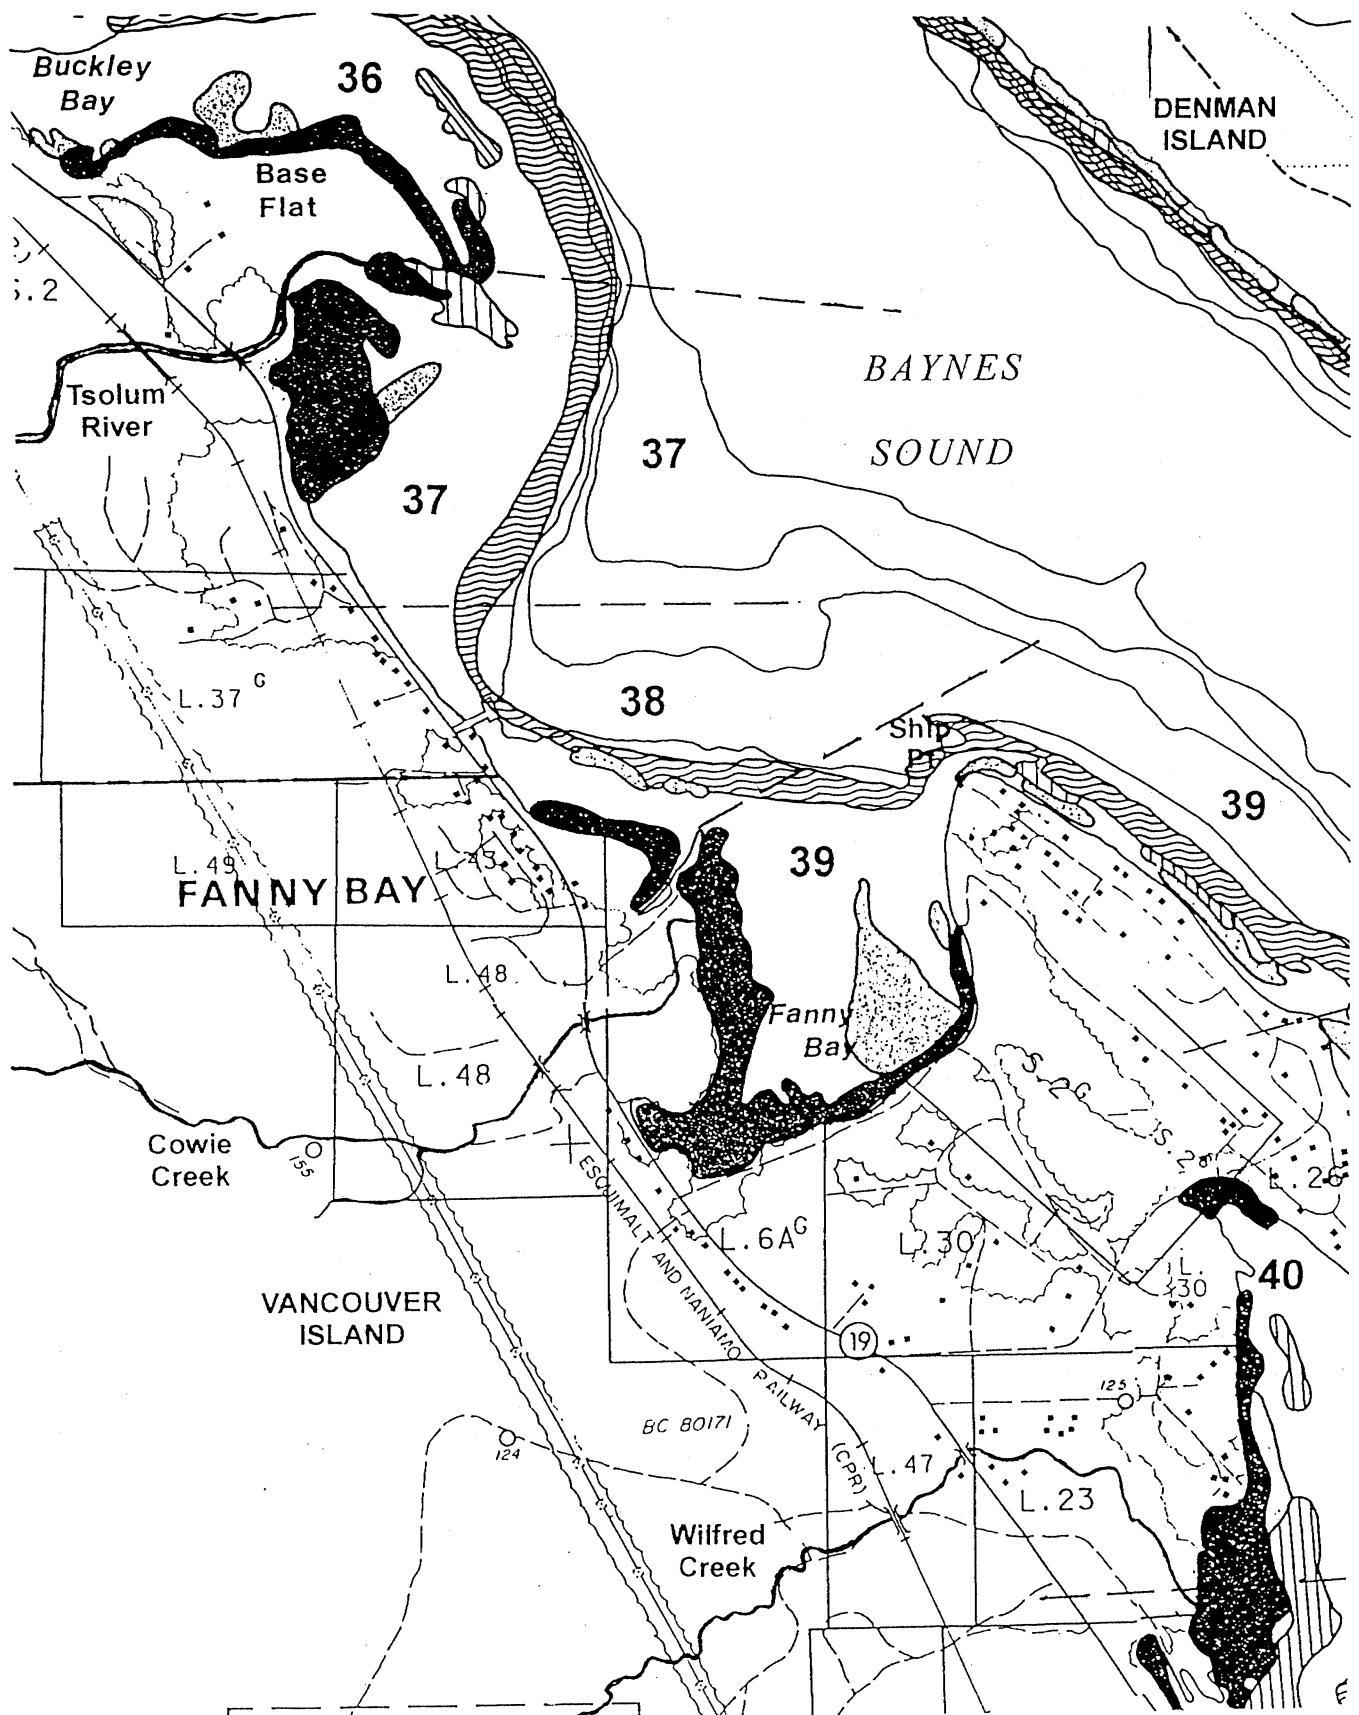 Buckley
Bay
36
DENMAN
ISLAND
Base
Flat
S.2
BAYNES
SOUND
Tsolum
River
37
37
L.37 G
38
Ship
Pt
39
39
L.49
FANNY BAY
L.48
Fanny
Bay
L.48
S-2G
Cowie
Creek
155
L.26
ESQUIMALT AND NANIAMO RAILWAY (CPR)
L.6A G
L.30
L.
30
40
VANCOUVER
ISLAND
19
125
BC 80171
124
L.47
L.23
Wilfred
Creek